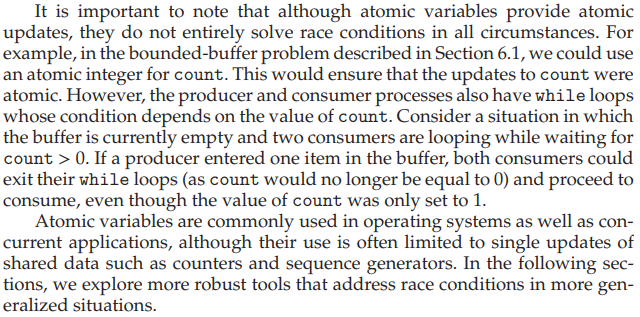 It is important to note that although atomic variables provide atomic
updates, they do not entirely solve race conditions in all circumstances. For
example, in the bounded-buffer problem described in Section 6.1, we could use
an atomic integer for count. This would ensure that the updates to count were
atomic. However, the producer and consumer processes also have while loops
whose condition depends on the value of count. Consider a situation in which
the buffer is currently empty and two consumers are looping while waiting for
count > 0. If a producer entered one item in the buffer, both consumers could
exit their while loops (as count would no longer be equal to 0) and proceed to
consume, even though the value of count was only set to 1.
Atomic variables are commonly used in operating systems as well as con-
current applications, although their use is often limited to single updates of
shared data such as counters and sequence generators. In the following sec-
tions, we explore more robust tools that address race conditions in more gen-
eralized situations.